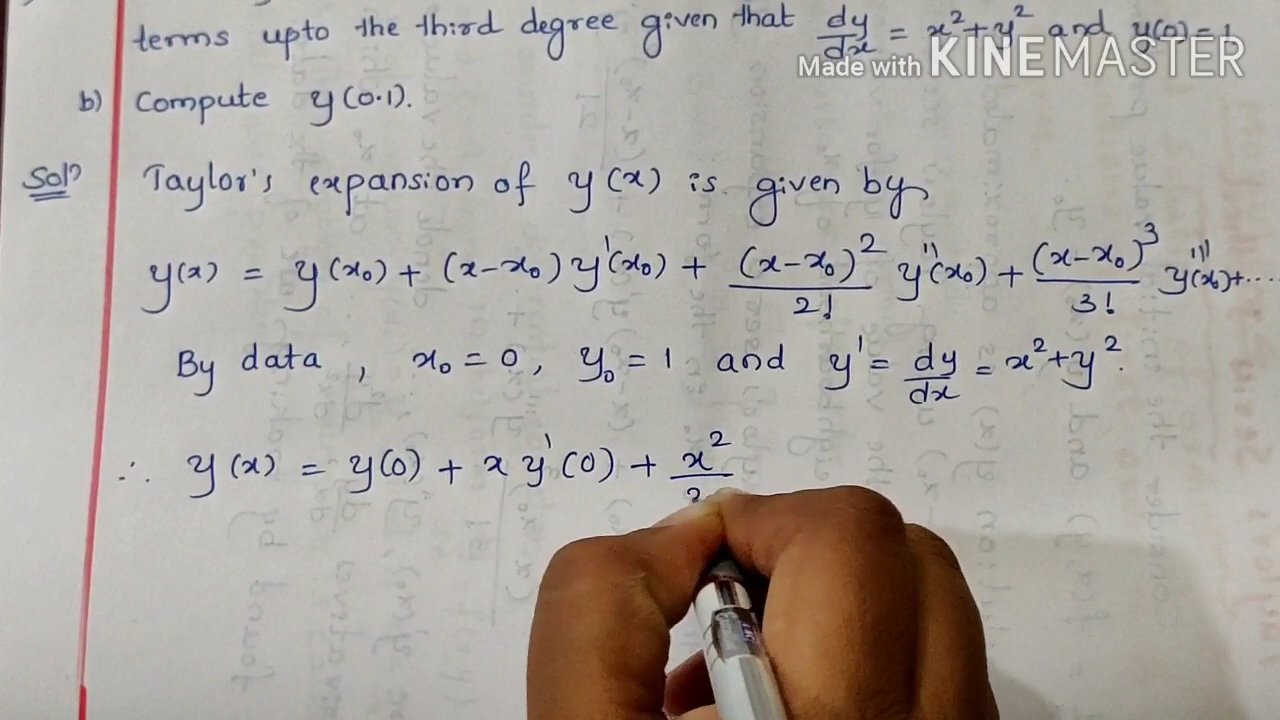 terms upto the third degree given that dy/dx = x² + y² and y(0) = 1
Made with KINEMASTER
b) Compute y(0.1).
Solⁿ Taylor's expansion of y(x) is given by,
y(x) = y(x₀) + (x-x₀) y'(x₀) + (x-x₀)²/2! y''(x₀) + (x-x₀)³/3! y'''(x₀) + ...
By data, x₀ = 0, y₀ = 1 and y' = dy/dx = x² + y².
∴ y(x) = y(0) + x y'(0) + x²/2